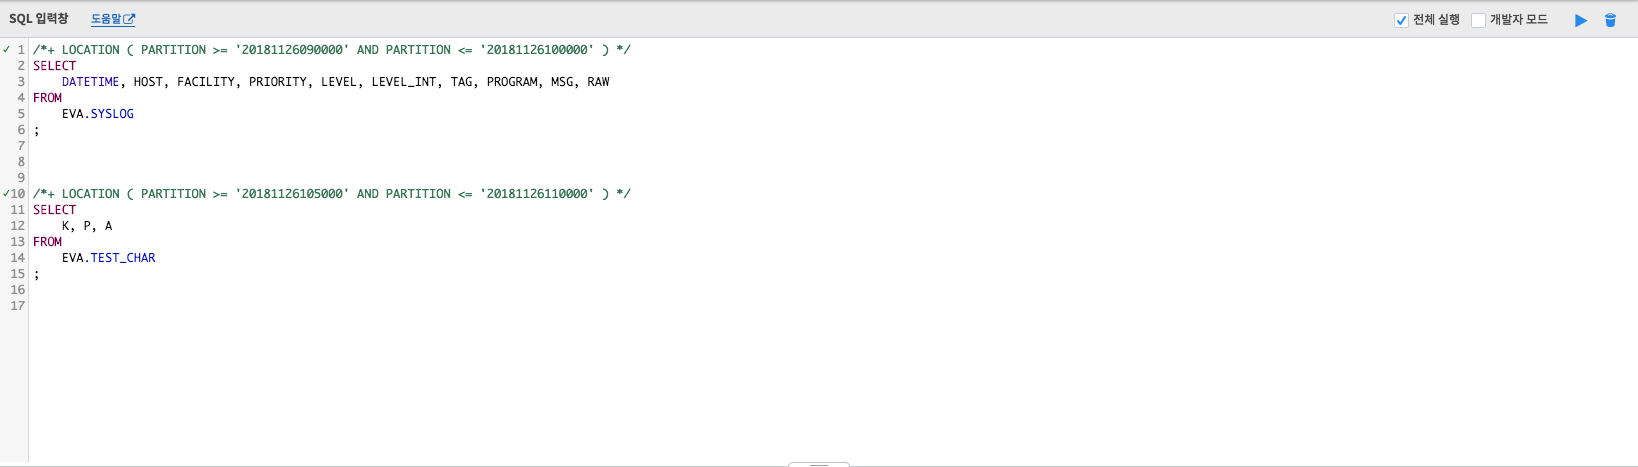 SQL 입력창 도움말 전체 실행 개발자 모드
1 /*+ LOCATION ( PARTITION >= '20181126090000' AND PARTITION <= '20181126100000' ) */
2 SELECT
3 DATETIME, HOST, FACILITY, PRIORITY, LEVEL, LEVEL_INT, TAG, PROGRAM, MSG, RAW
4 FROM
5 EVA.SYSLOG
6 ;
7
8
9
10 /*+ LOCATION ( PARTITION >= '20181126105000' AND PARTITION <= '20181126110000' ) */
11 SELECT
12 K, P, A
13 FROM
14 EVA.TEST_CHAR
15 ;
16
17